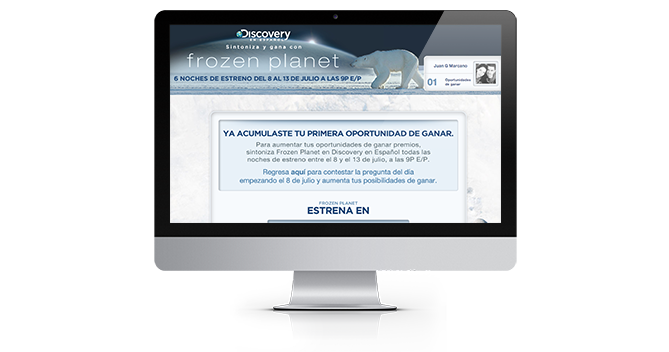 Discovery
EN ESPAÑOL
Sintoniza y gana con
frozen planet
6 NOCHES DE ESTRENO DEL 8 AL 13 DE JULIO A LAS 9P E/P
Juan G Marcano
01 Oportunidades
de ganar
YA ACUMULASTE TU PRIMERA OPORTUNIDAD DE GANAR.
Para aumentar tus oportunidades de ganar premios,
sintoniza Frozen Planet en Discovery en Español todas las
noches de estreno entre el 8 y el 13 de julio, a las 9P E/P.
Regresa aquí para contestar la pregunta del día
empezando el 8 de julio y aumenta tus posibilidades de ganar.
FROZEN PLANET
ESTRENA EN